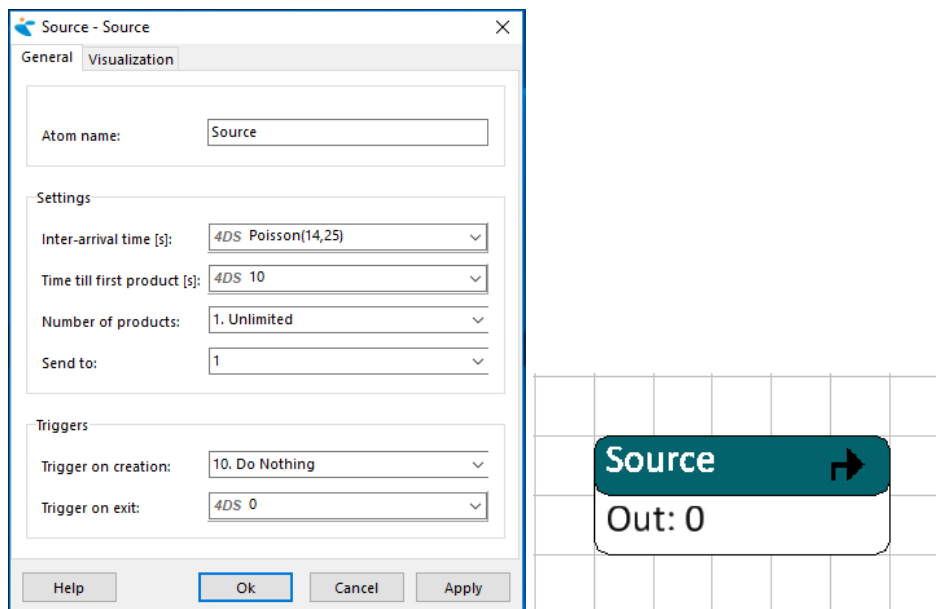 Source - Source
General Visualization
Atom name: Source
Settings
Inter-arrival time [s]: 4DS Poisson(14,25)
Time till first product [s]: 4DS 10
Number of products: 1. Unlimited
Send to: 1
Triggers
Trigger on creation: 10. Do Nothing
Trigger on exit: 4DS 0
Help Ok Cancel Apply
Source
Out: 0